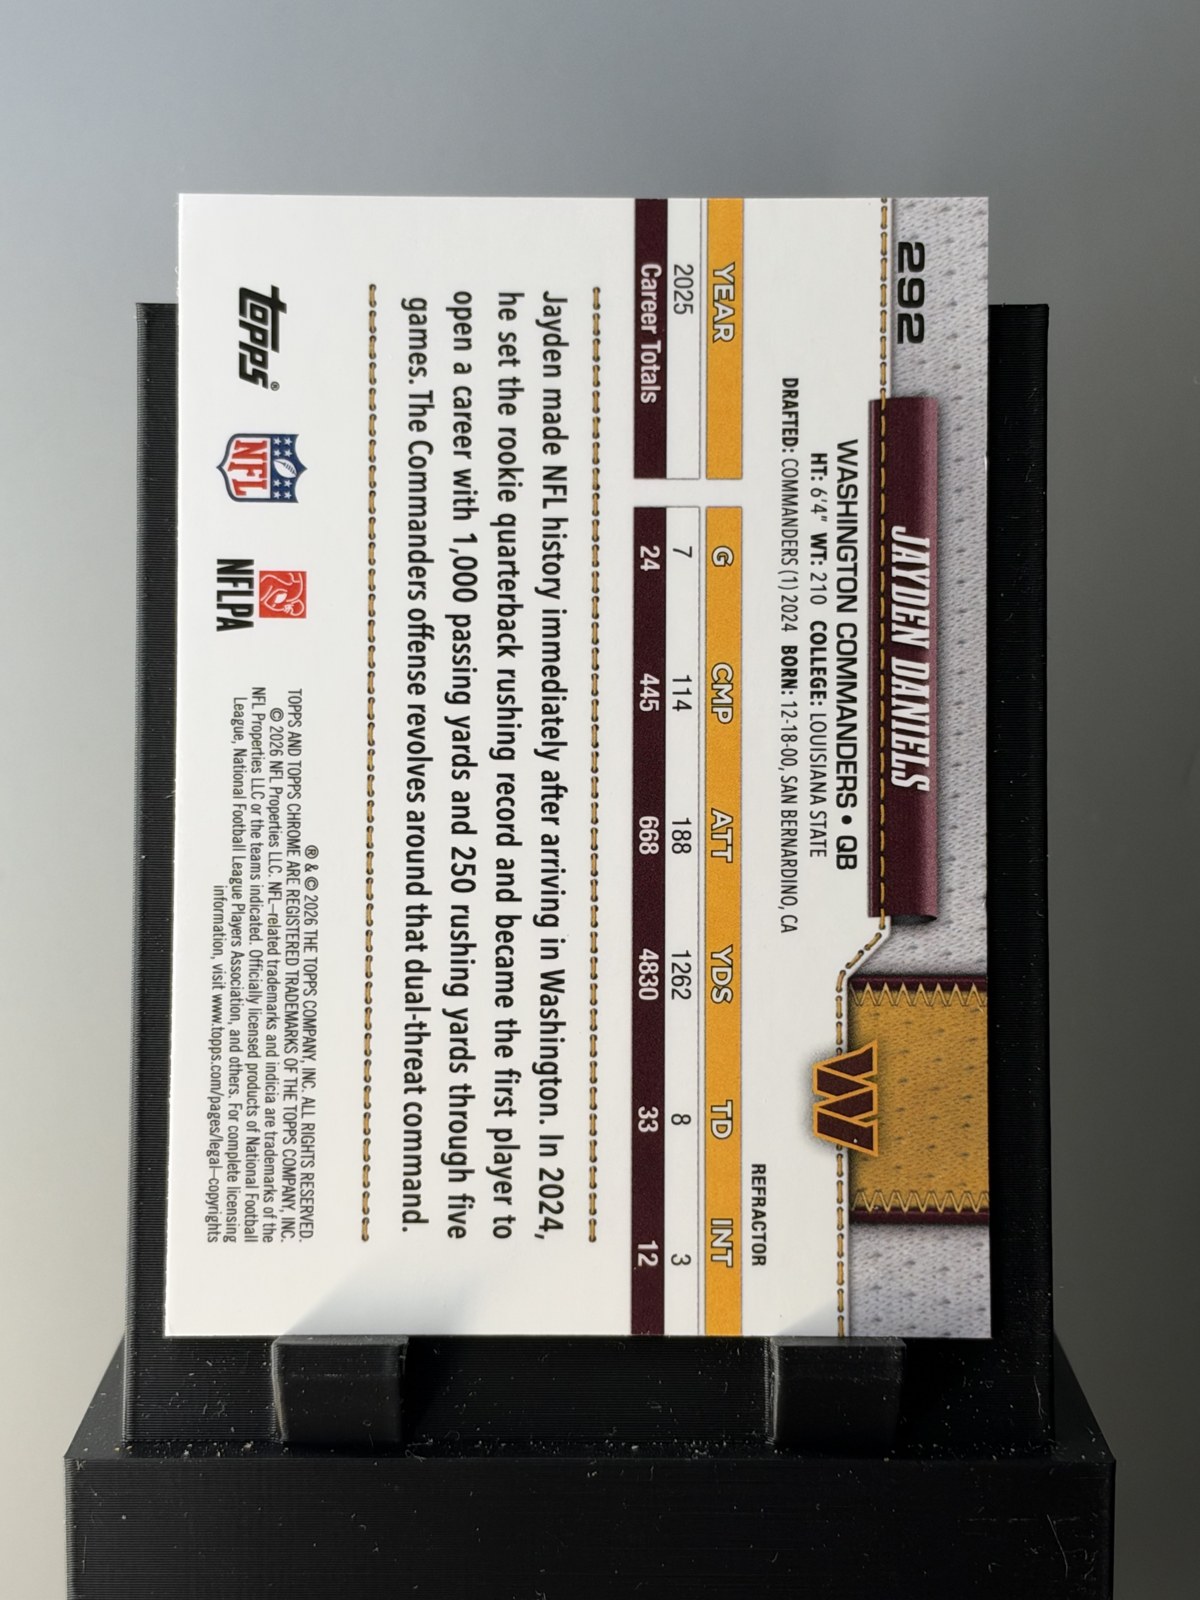 292
JAYDEN DANIELS
WASHINGTON COMMANDERS • QB
HT: 6'4" WT: 210 COLLEGE: LOUISIANA STATE
DRAFTED: COMMANDERS (1) 2024 BORN: 12-18-00, SAN BERNARDINO, CA
W
REFRACTOR
YEAR G CMP ATT YDS TD INT
2025 7 114 188 1262 8 3
Career Totals 24 445 668 4830 33 12
Jayden made NFL history immediately after arriving in Washington. In 2024,
he set the rookie quarterback rushing record and became the first player to
open a career with 1,000 passing yards and 250 rushing yards through five
games. The Commanders offense revolves around that dual-threat command.
topps®
NFL
NFLPA
® & © 2026 THE TOPPS COMPANY, INC. ALL RIGHTS RESERVED.
TOPPS AND TOPPS CHROME ARE REGISTERED TRADEMARKS OF THE TOPPS COMPANY, INC.
© 2026 NFL Properties LLC. NFL-related trademarks and indicia are trademarks of the
NFL Properties LLC or the teams indicated. Officially licensed products of National Football
League, National Football League Players Association, and others. For complete licensing
information, visit www.topps.com/pages/legal-copyrights